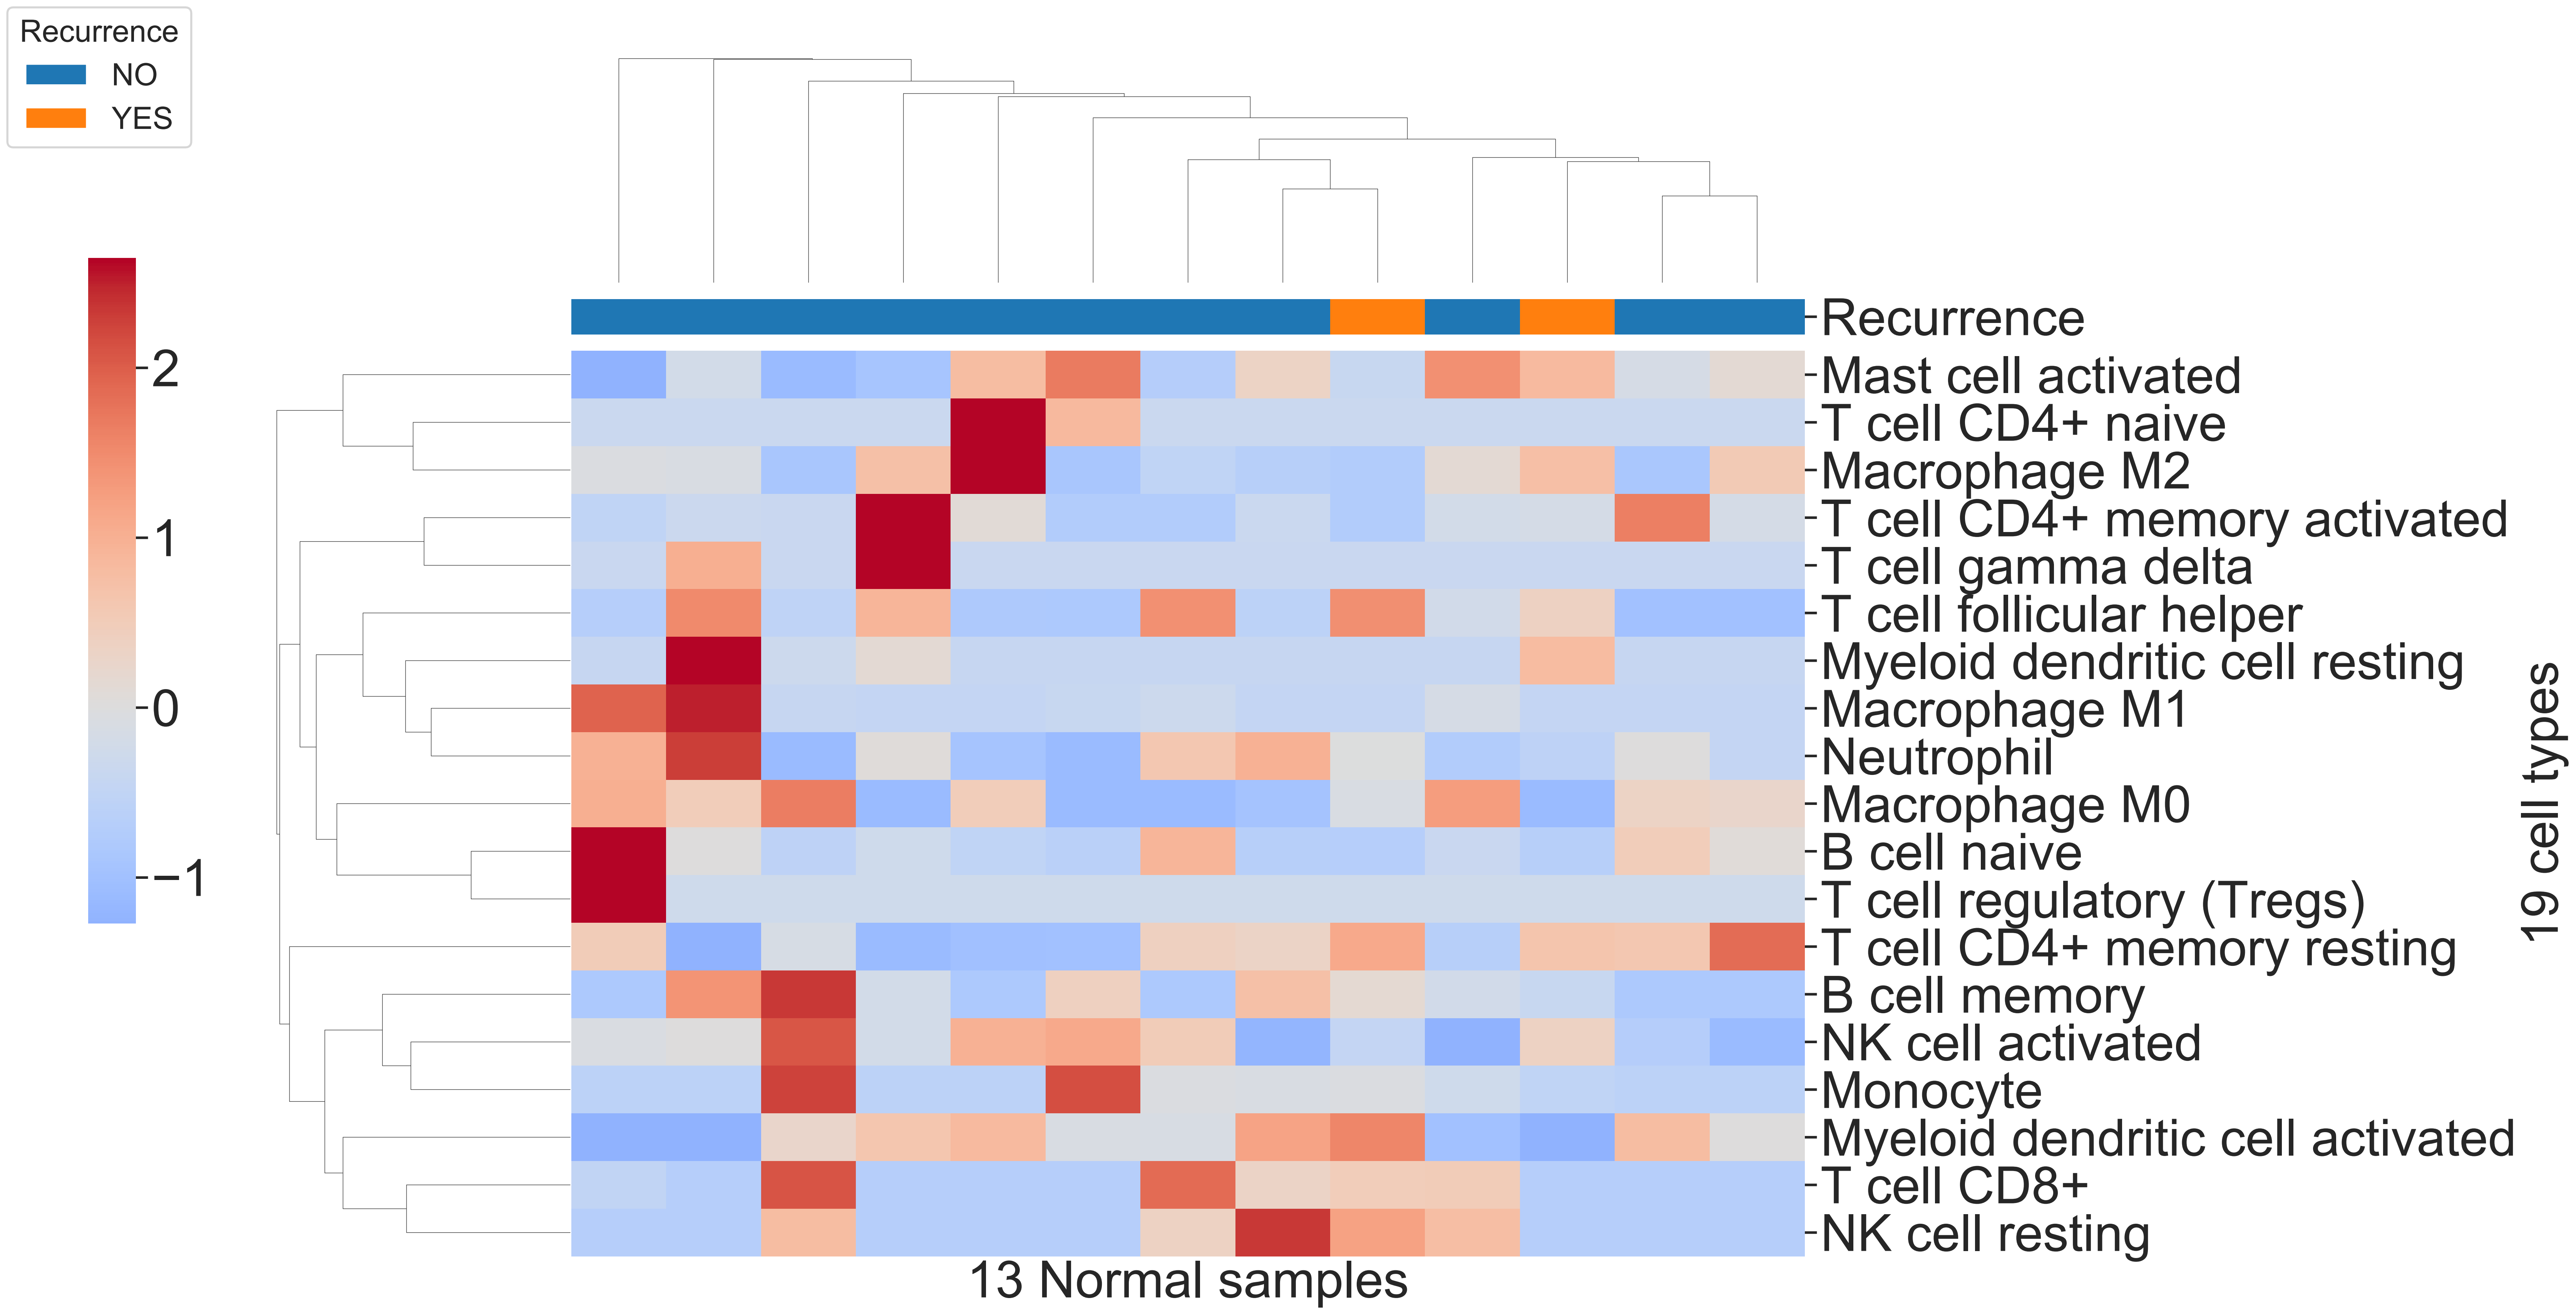 Recurrence
NO
YES
2
1
0
−1
Recurrence
Mast cell activated
T cell CD4+ naive
Macrophage M2
T cell CD4+ memory activated
T cell gamma delta
T cell follicular helper
Myeloid dendritic cell resting
Macrophage M1
Neutrophil
Macrophage M0
B cell naive
T cell regulatory (Tregs)
T cell CD4+ memory resting
B cell memory
NK cell activated
Monocyte
Myeloid dendritic cell activated
T cell CD8+
NK cell resting
19 cell types
13 Normal samples